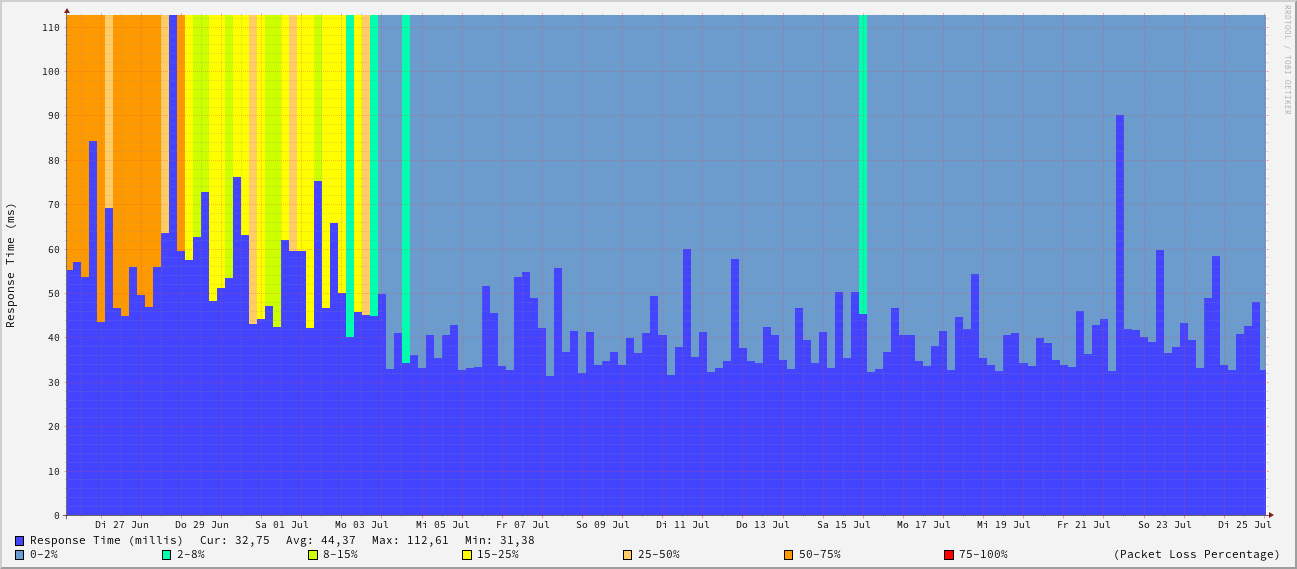 RRDTOOL / TOBI OETIKER
Response Time (ms)
110
100
90
80
70
60
50
40
30
20
10
0
Di 27 Jun Do 29 Jun Sa 01 Jul Mo 03 Jul Mi 05 Jul Fr 07 Jul So 09 Jul Di 11 Jul Do 13 Jul Sa 15 Jul Mo 17 Jul Mi 19 Jul Fr 21 Jul So 23 Jul Di 25 Jul
Response Time (millis) Cur: 32,75 Avg: 44,37 Max: 112,61 Min: 31,38
0-2% 2-8% 8-15% 15-25% 25-50% 50-75% 75-100% (Packet Loss Percentage)